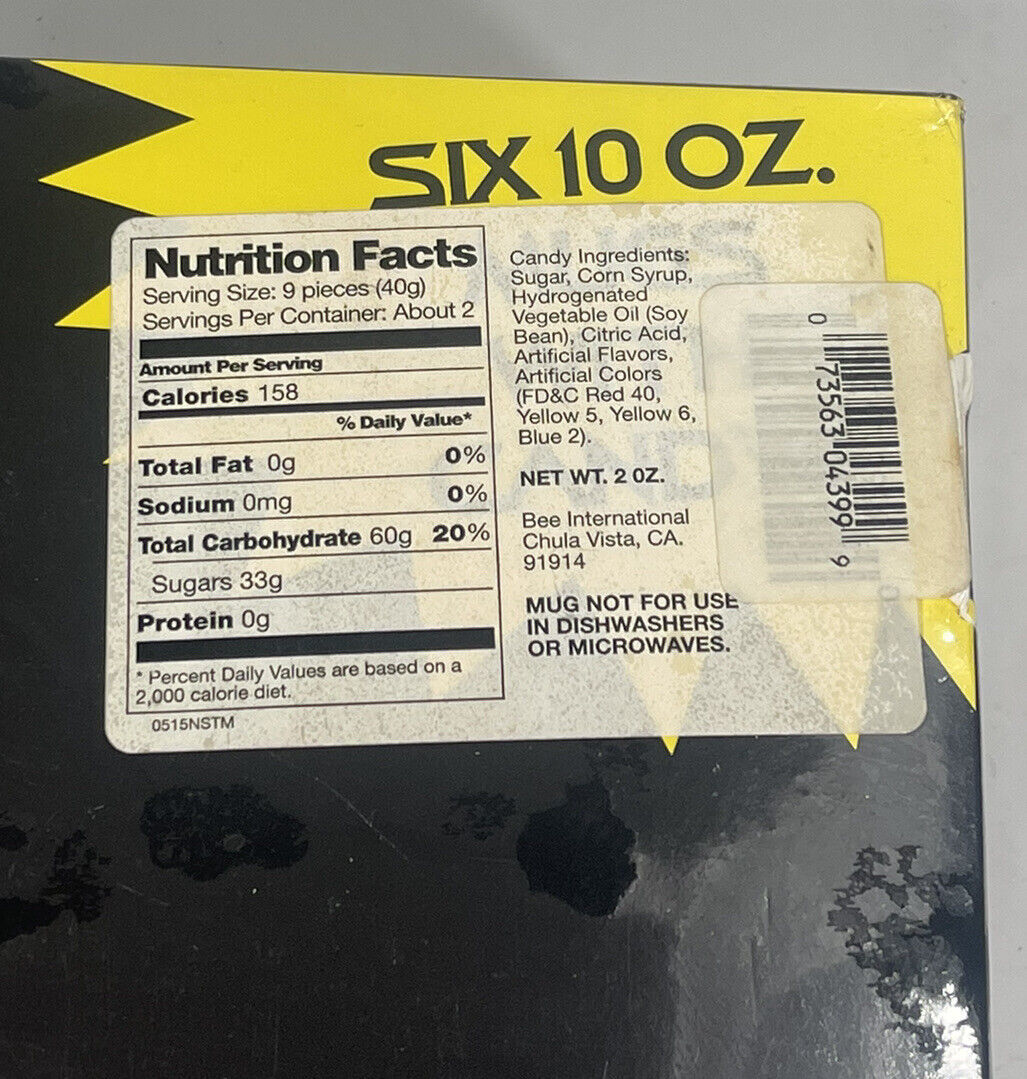 SIX 10 OZ.
Nutrition Facts
Serving Size: 9 pieces (40g)
Servings Per Container: About 2
Amount Per Serving
Calories 158
% Daily Value*
Total Fat 0g 0%
Sodium 0mg 0%
Total Carbohydrate 60g 20%
Sugars 33g
Protein 0g
* Percent Daily Values are based on a
2,000 calorie diet.
0515NSTM
Candy Ingredients:
Sugar, Corn Syrup,
Hydrogenated
Vegetable Oil (Soy
Bean), Citric Acid,
Artificial Flavors,
Artificial Colors
(FD&C Red 40,
Yellow 5, Yellow 6,
Blue 2).
NET WT. 2 OZ.
Bee International
Chula Vista, CA.
91914
MUG NOT FOR USE
IN DISHWASHERS
OR MICROWAVES.
0 73563 04399 9